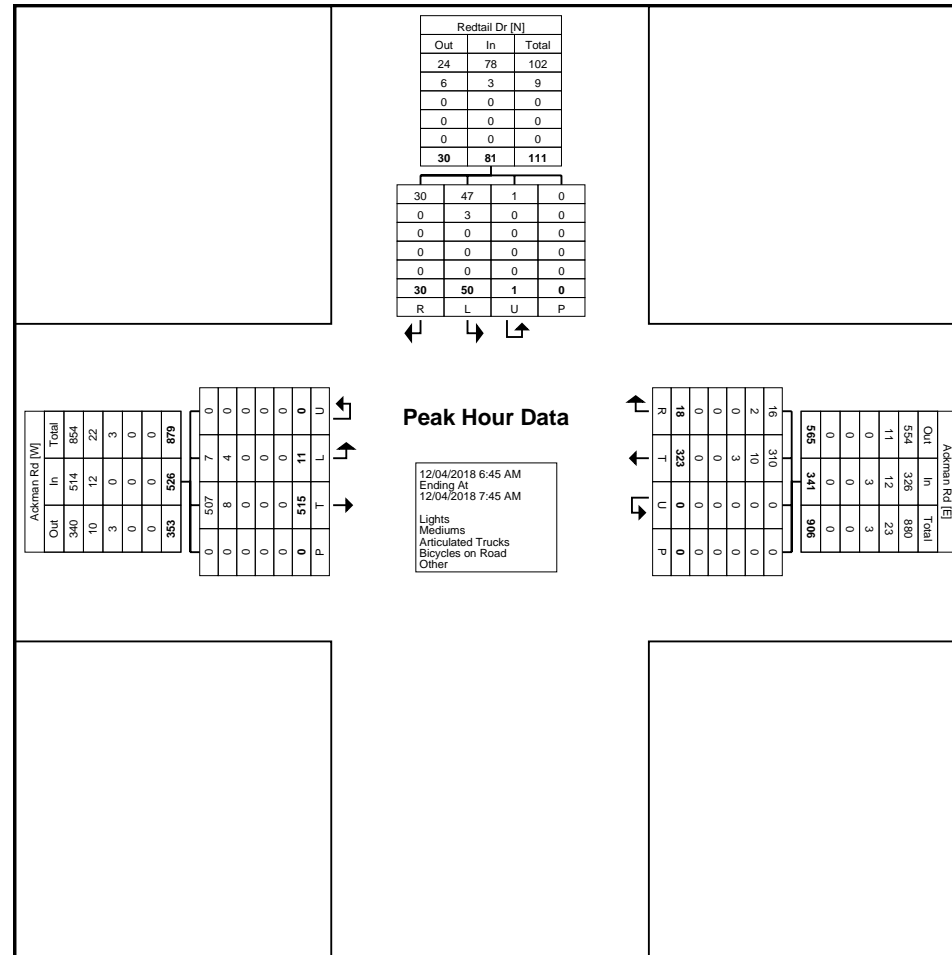 Redtail Dr [N]
Out In Total
24 78 102
6 3 9
0 0 0
0 0 0
0 0 0
30 81 111
30 47 1 0
0 3 0 0
0 0 0 0
0 0 0 0
0 0 0 0
30 50 1 0
R L U P
Peak Hour Data
12/04/2018 6:45 AM
Ending At
12/04/2018 7:45 AM
Lights
Mediums
Articulated Trucks
Bicycles on Road
Other
Ackman Rd [W]
Total 854 22 3 0 0 879
In 514 12 0 0 0 526
Out 340 10 3 0 0 353
0 0 0 0 0 0 U
7 4 0 0 0 11 L
507 8 0 0 0 515 T
0 0 0 0 0 0 P
Ackman Rd [E]
Out 554 11 0 0 0 565
In 326 12 3 0 0 341
Total 880 23 3 0 0 906
16 2 0 0 0 18 R
310 10 3 0 0 323 T
0 0 0 0 0 0 U
0 0 0 0 0 0 P